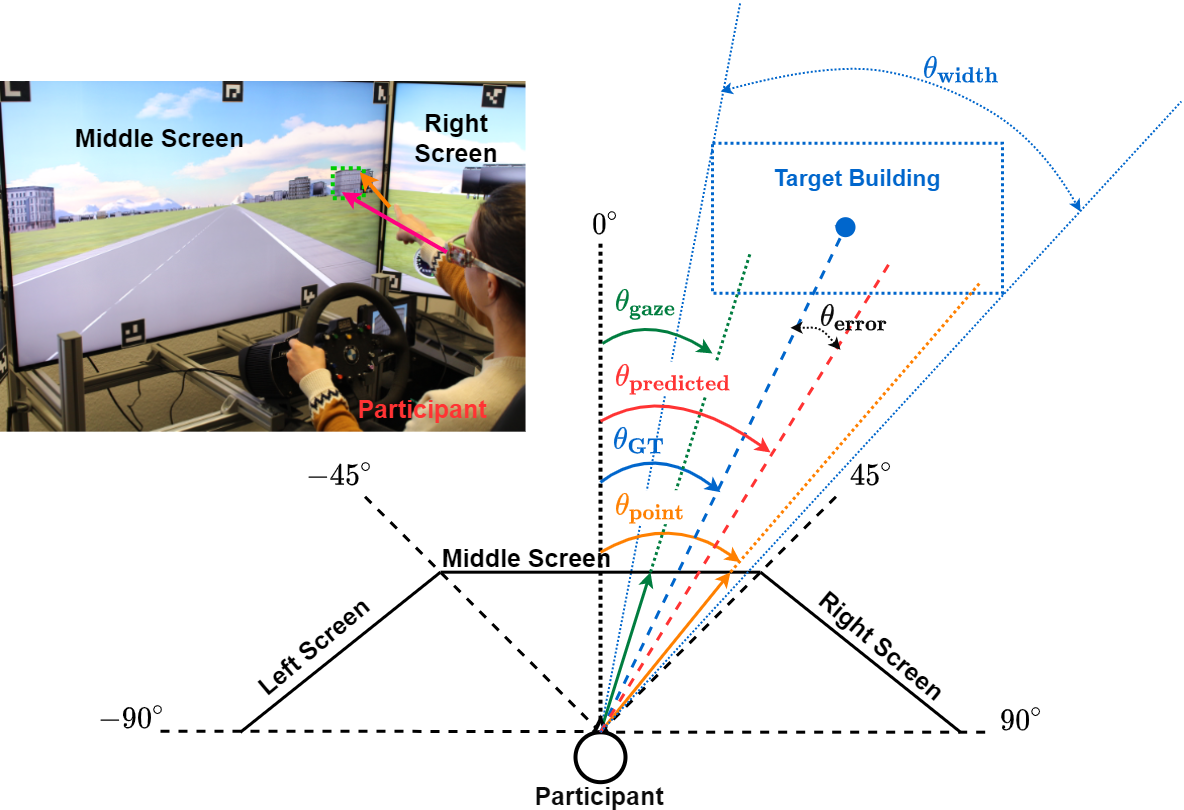 Middle Screen
Right
Screen
Participant
θwidth
Target Building
0°
θgaze
θerror
θpredicted
θGT
−45°
45°
θpoint
Middle Screen
Left Screen
Right Screen
−90°
90°
Participant